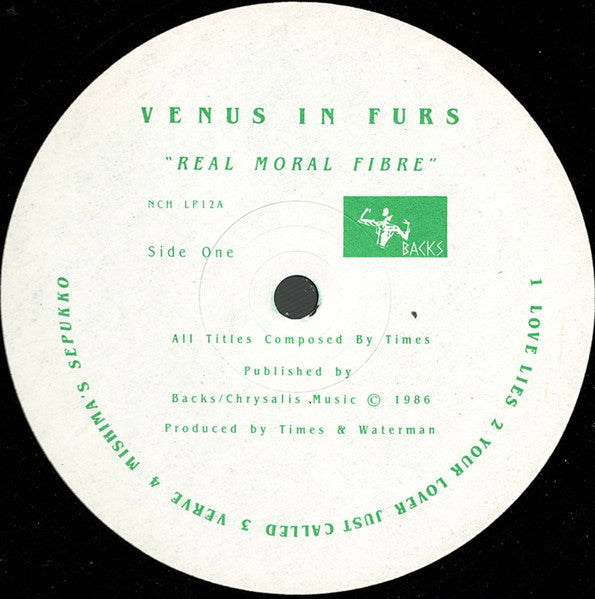 VENUS IN FURS
"REAL MORAL FIBRE"
NCH LP12A
BACKS
Side One
All Titles Composed By Times
Published by
Backs/Chrysalis Music © 1986
Produced by Times & Waterman
1 LOVE LIES 2 YOUR LOVER JUST CALLED 3 VERVE 4 MISHIMA'S SEPUKKO